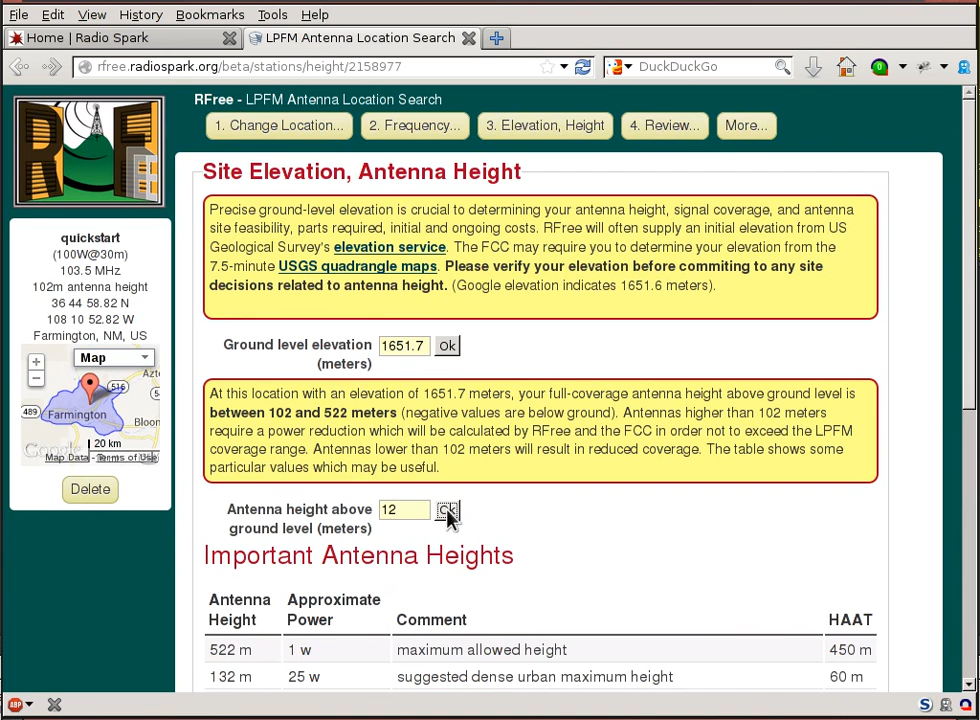 File Edit View History Bookmarks Tools Help
Home | Radio Spark
LPFM Antenna Location Search
rfree.radiospark.org/beta/stations/height/2158977
DuckDuckGo
RFree - LPFM Antenna Location Search
1. Change Location... 2. Frequency... 3. Elevation, Height 4. Review... More...
RF
quickstart
(100W@30m)
103.5 MHz
102m antenna height
36 44 58.82 N
108 10 52.82 W
Farmington, NM, US
Map
Azte
516
489
Farmington
Bloom
Google
20 km
Map Data - Terms of Use
Delete
Site Elevation, Antenna Height
Precise ground-level elevation is crucial to determining your antenna height, signal coverage, and antenna
site feasibility, parts required, initial and ongoing costs. RFree will often supply an initial elevation from US
Geological Survey's elevation service. The FCC may require you to determine your elevation from the
7.5-minute USGS quadrangle maps. Please verify your elevation before commiting to any site
decisions related to antenna height. (Google elevation indicates 1651.6 meters).
Ground level elevation
(meters)
1651.7 Ok
At this location with an elevation of 1651.7 meters, your full-coverage antenna height above ground level is
between 102 and 522 meters (negative values are below ground). Antennas higher than 102 meters
require a power reduction which will be calculated by RFree and the FCC in order not to exceed the LPFM
coverage range. Antennas lower than 102 meters will result in reduced coverage. The table shows some
particular values which may be useful.
Antenna height above
ground level (meters)
12 Ok
Important Antenna Heights
Antenna Height Approximate Power Comment HAAT
522 m 1 w maximum allowed height 450 m
132 m 25 w suggested dense urban maximum height 60 m
ABP
S